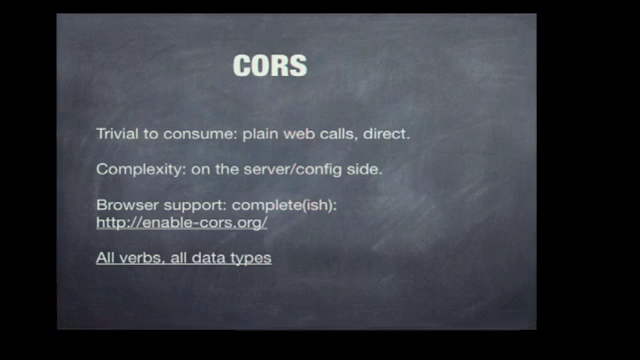 CORS
Trivial to consume: plain web calls, direct.
Complexity: on the server/config side.
Browser support: complete(ish):
http://enable-cors.org/
All verbs, all data types